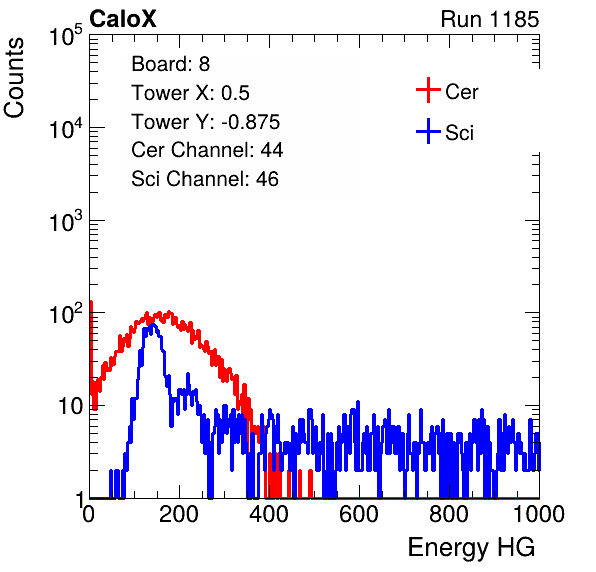 CaloX Run 1185
Counts
10^5
10^4
10^3
10^2
10
1
Board: 8
Tower X: 0.5
Tower Y: -0.875
Cer Channel: 44
Sci Channel: 46
Cer
Sci
0 200 400 600 800 1000
Energy HG